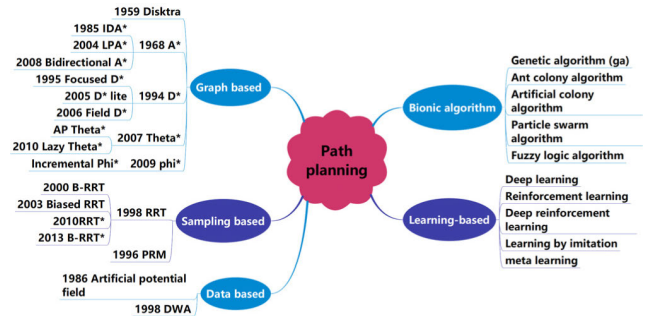 Path
planning
Graph based
1959 Disktra
1968 A*
1985 IDA*
2004 LPA*
2008 Bidirectional A*
1994 D*
1995 Focused D*
2005 D* lite
2006 Field D*
2007 Theta*
AP Theta*
2010 Lazy Theta*
2009 phi*
Incremental Phi*
Sampling based
1998 RRT
2000 B-RRT
2003 Biased RRT
2010RRT*
2013 B-RRT*
1996 PRM
Data based
1986 Artificial potential
field
1998 DWA
Bionic algorithm
Genetic algorithm (ga)
Ant colony algorithm
Artificial colony
algorithm
Particle swarm
algorithm
Fuzzy logic algorithm
Learning-based
Deep learning
Reinforcement learning
Deep reinforcement
learning
Learning by imitation
meta learning